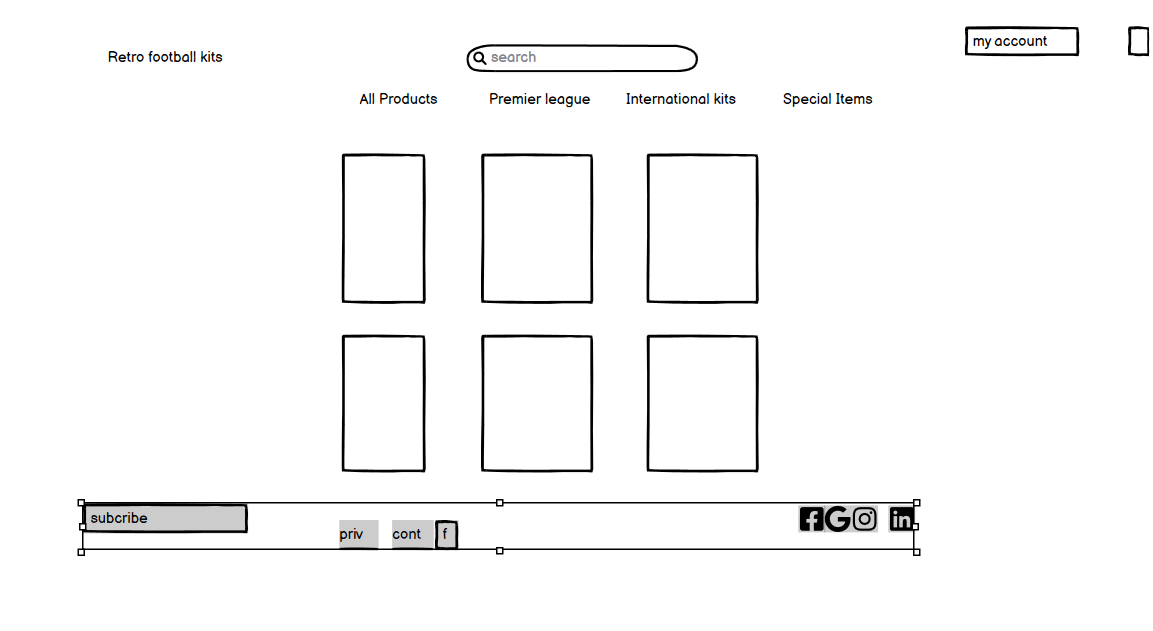 my account
Retro football kits
search
All Products Premier league International kits Special Items
subcribe
priv cont f